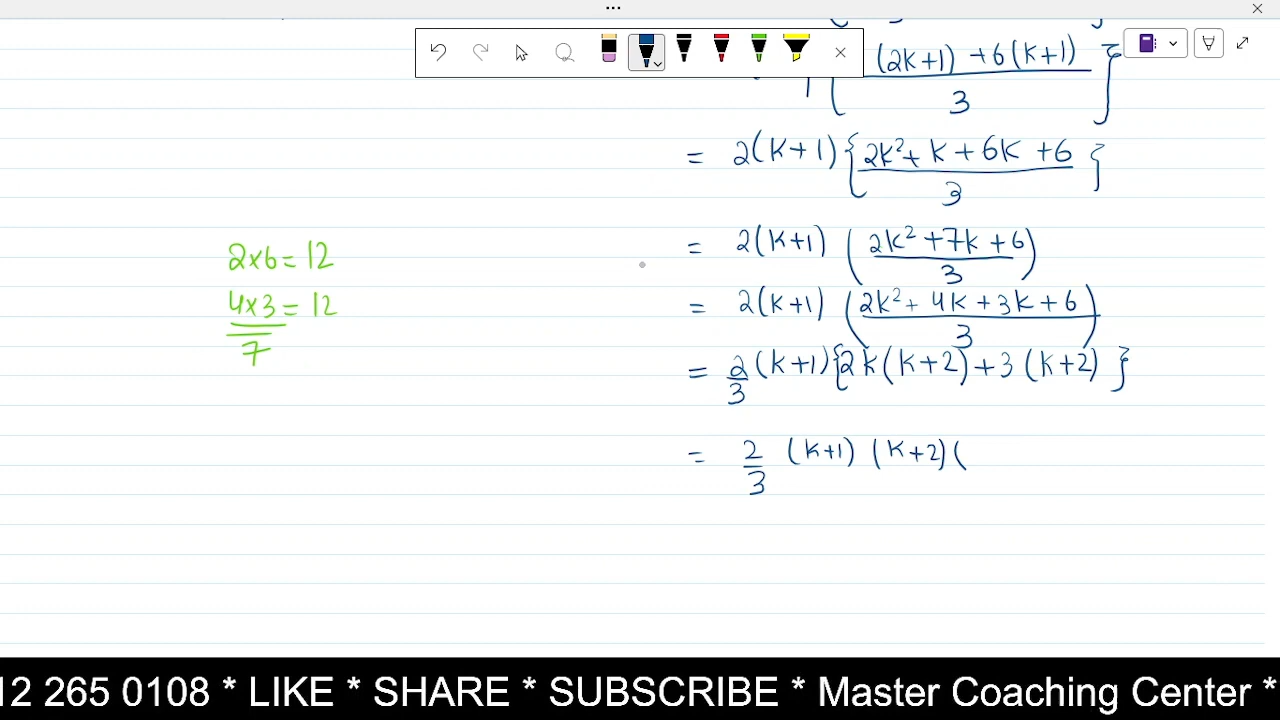 (2k+1) +6(k+1)
3
= 2(k+1) {2k²+ k + 6k +6
3 }
= 2(k+1) (2k² +7k +6
3 )
= 2(k+1) (2k²+ 4k +3k +6
3 )
= 2/3 (k+1){2k(k+2)+3 (k+2) }
= 2/3 (k+1) (k+2)(
2x6 = 12
4x3 = 12
7
12 265 0108 * LIKE * SHARE * SUBSCRIBE * Master Coaching Center *